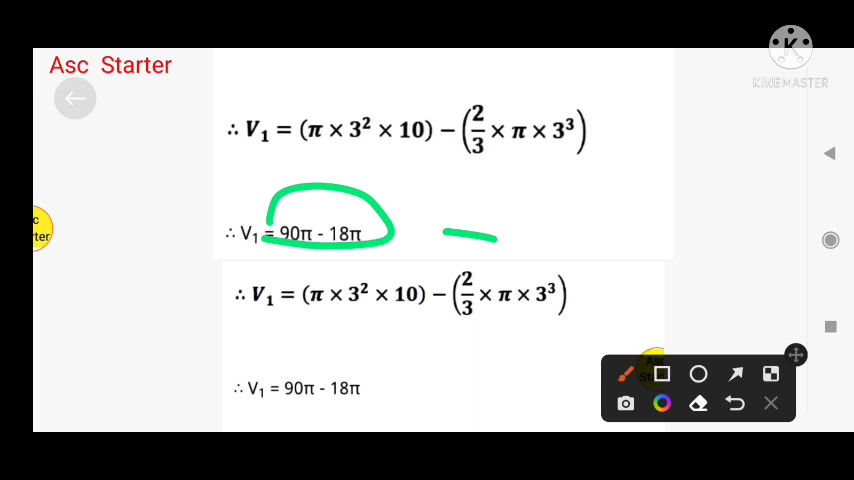 Asc Starter
K
KINEMASTER
∴ V₁ = (π × 3² × 10) − (2/3 × π × 3³)
c
ter
∴ V₁ = 90π - 18π
∴ V₁ = (π × 3² × 10) − (2/3 × π × 3³)
∴ V₁ = 90π - 18π